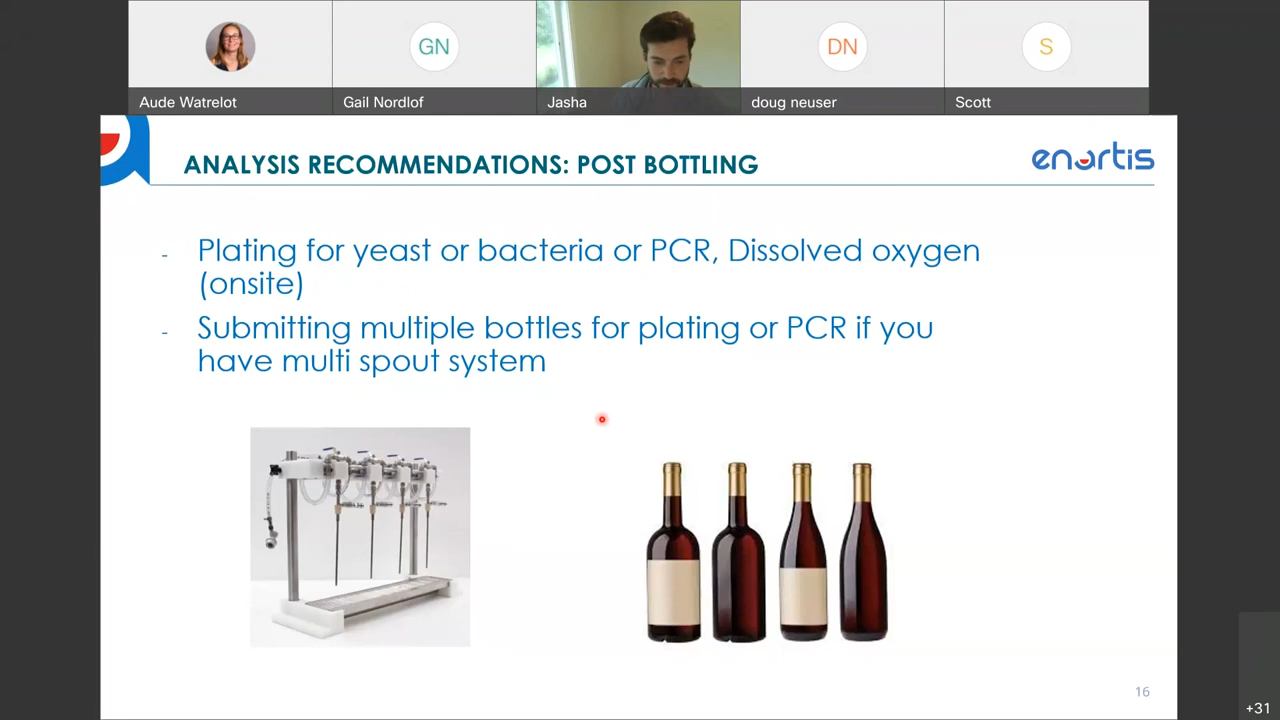 GN
DN
S
Aude Watrelot
Gail Nordlof
Jasha
doug neuser
Scott
ANALYSIS RECOMMENDATIONS: POST BOTTLING
enartis
- Plating for yeast or bacteria or PCR, Dissolved oxygen
(onsite)
- Submitting multiple bottles for plating or PCR if you
have multi spout system
16
+31